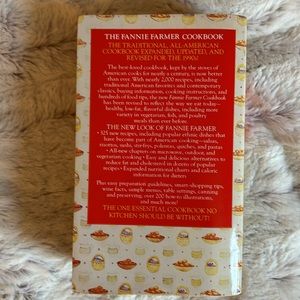 THE FANNIE FARMER COOKBOOK
THE TRADITIONAL, ALL-AMERICAN
COOKBOOK EXPANDED, UPDATED, AND
REVISED FOR THE 1990s!
The best-loved cookbook, kept by the stoves of
American cooks for nearly a century, is now better
than ever. With nearly 2,000 recipes, including
traditional American favorites and contemporary
classics, buying information, cooking instructions, and
hundreds of food tips, the new Fannie Farmer Cookbook
has been revised to reflect the way we eat today—
healthy, low-fat, flavorful dishes, including more
variety in vegetarian, fish, and poultry
meals than ever before.
THE NEW LOOK OF FANNIE FARMER
• 325 new recipes, including popular ethnic dishes that
have become part of American cooking—salsa,
risottos, sushi, stir-freys, polentas, quiches, and pastas
• All-new chapters on microwave, outdoor, and
vegetarian cooking • Easy and delicious alternatives to
reduce fat and cholesterol in dozens of popular
recipes • Expanded nutritional charts and calorie
information for dieters
Plus easy preparation guidelines, smart-shopping tips,
wine facts, simple menus, table settings, canning
and preserving, over 200 how-to illustrations,
and much more!
THE ONE ESSENTIAL COOKBOOK NO
KITCHEN SHOULD BE WITHOUT!